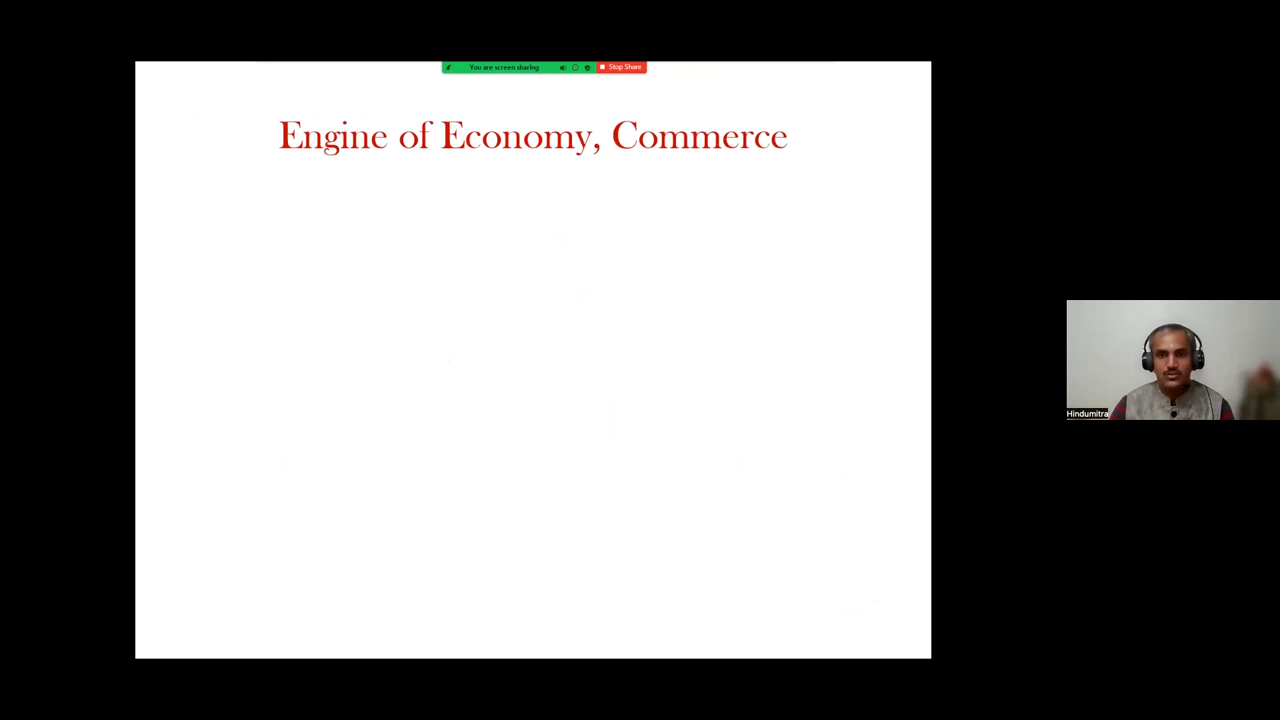 You are screen sharing
Stop Share
Engine of Economy, Commerce
Hindumitra